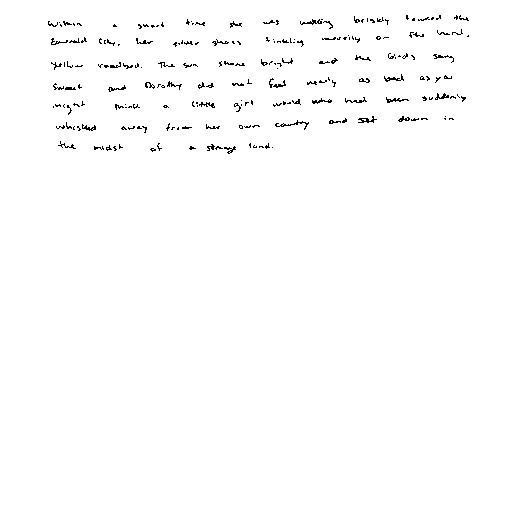 Within a short time she was walking briskly toward the
Emerald City, her silver shoes tinkling merrily on the hard,
yellow roadbed. The sun shone bright and the birds sang
sweet and Dorothy did not feel nearly as bad as you
might think a little girl would who had been suddenly
whisked away from her own country and set down in
the midst of a strange land.